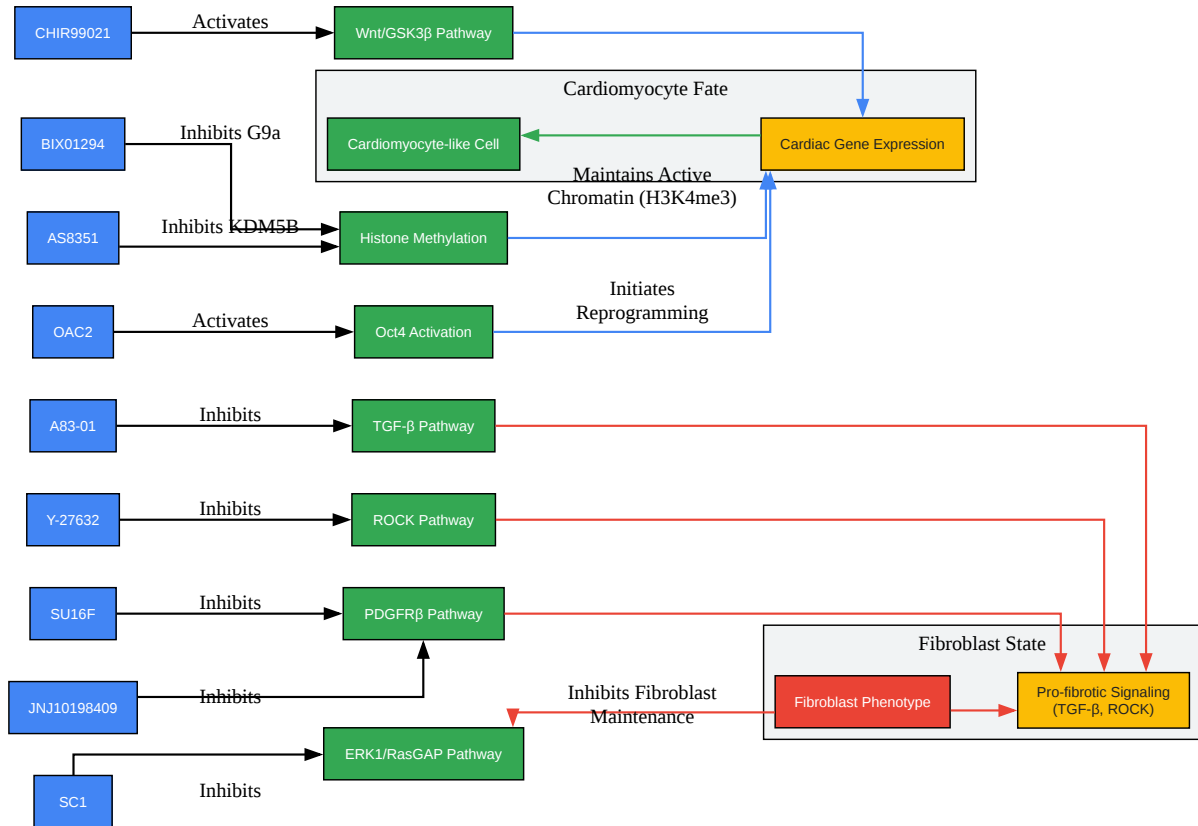 CHIR99021
Activates
Wnt/GSK3β Pathway
Cardiomyocyte Fate
BIX01294
Inhibits G9a
Cardiomyocyte-like Cell
Cardiac Gene Expression
Maintains Active
Chromatin (H3K4me3)
AS8351
Inhibits KDM5B
Histone Methylation
Initiates
Reprogramming
OAC2
Activates
Oct4 Activation
A83-01
Inhibits
TGF-β Pathway
Y-27632
Inhibits
ROCK Pathway
SU16F
Inhibits
PDGFRβ Pathway
Fibroblast State
JNJ10198409
Inhibits
Inhibits Fibroblast
Maintenance
Fibroblast Phenotype
Pro-fibrotic Signaling
(TGF-β, ROCK)
ERK1/RasGAP Pathway
SC1
Inhibits